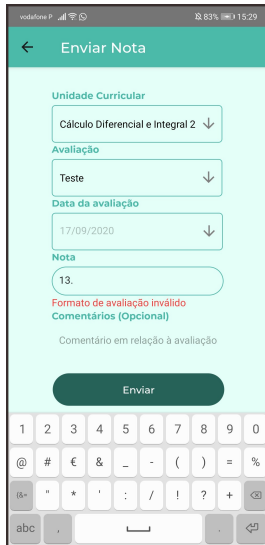 vodafone P 83% 15:29
Enviar Nota
Unidade Curricular
Cálculo Diferencial e Integral 2
Avaliação
Teste
Data da avaliação
17/09/2020
Nota
13.
Formato de avaliação inválido
Comentários (Opcional)
Comentário em relação à avaliação
Enviar
1 2 3 4 5 6 7 8 9 0
@ # € & _ - ( ) = %
(&= " * ' : / ! ? +
abc , .